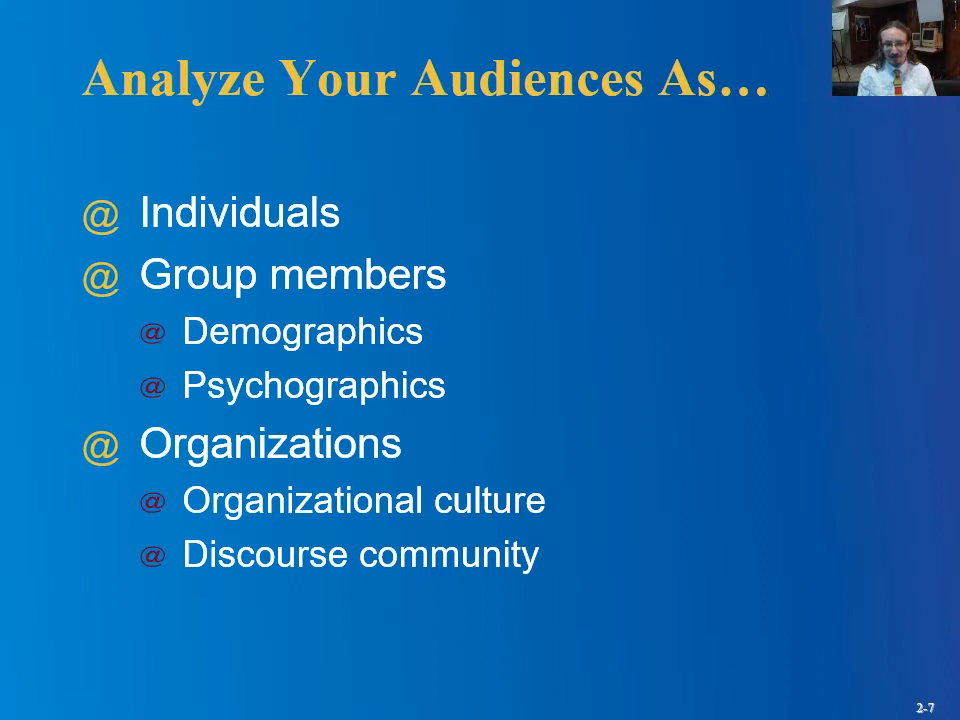 Analyze Your Audiences As…
@ Individuals
@ Group members
@ Demographics
@ Psychographics
@ Organizations
@ Organizational culture
@ Discourse community
2-7